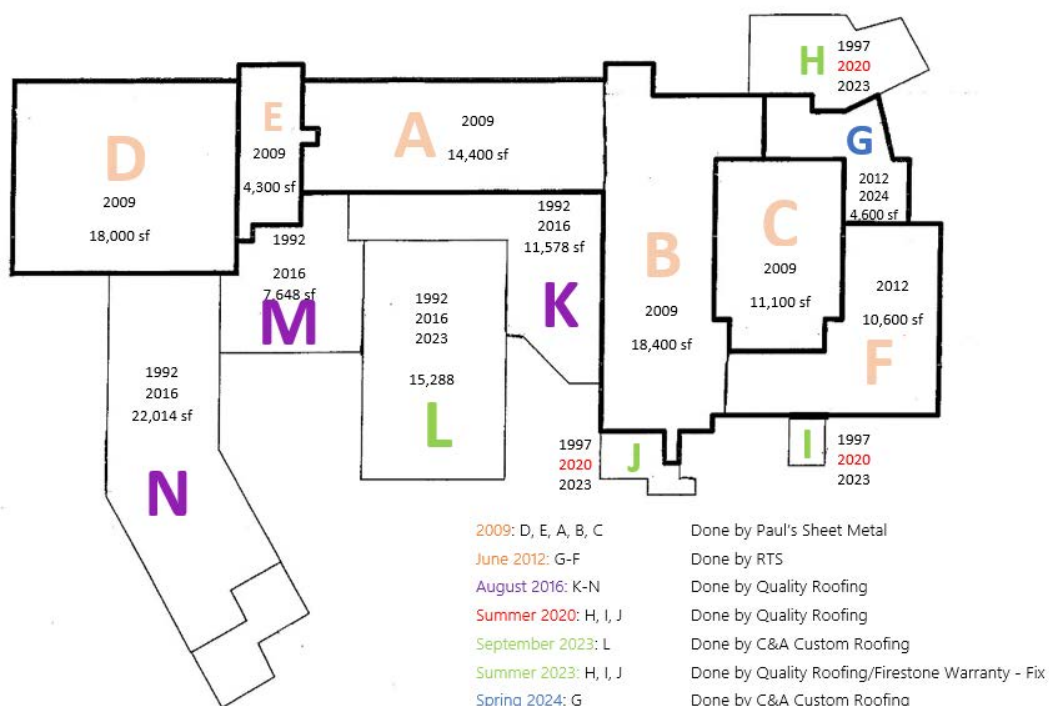 H
1997
2020
2023
D
2009
18,000 sf
E
2009
4,300 sf
A
2009
14,400 sf
G
2012
2024
4,600 sf
1992
2016
7,648 sf
M
1992
2016
11,578 sf
K
B
2009
18,400 sf
C
2009
11,100 sf
2012
10,600 sf
F
1992
2016
2023
15,288
L
1992
2016
22,014 sf
N
1997
2020
2023
J
I
1997
2020
2023
2009: D, E, A, B, C Done by Paul's Sheet Metal
June 2012: G-F Done by RTS
August 2016: K-N Done by Quality Roofing
Summer 2020: H, I, J Done by Quality Roofing
September 2023: L Done by C&A Custom Roofing
Summer 2023: H, I, J Done by Quality Roofing/Firestone Warranty - Fix
Spring 2024: G Done by C&A Custom Roofing